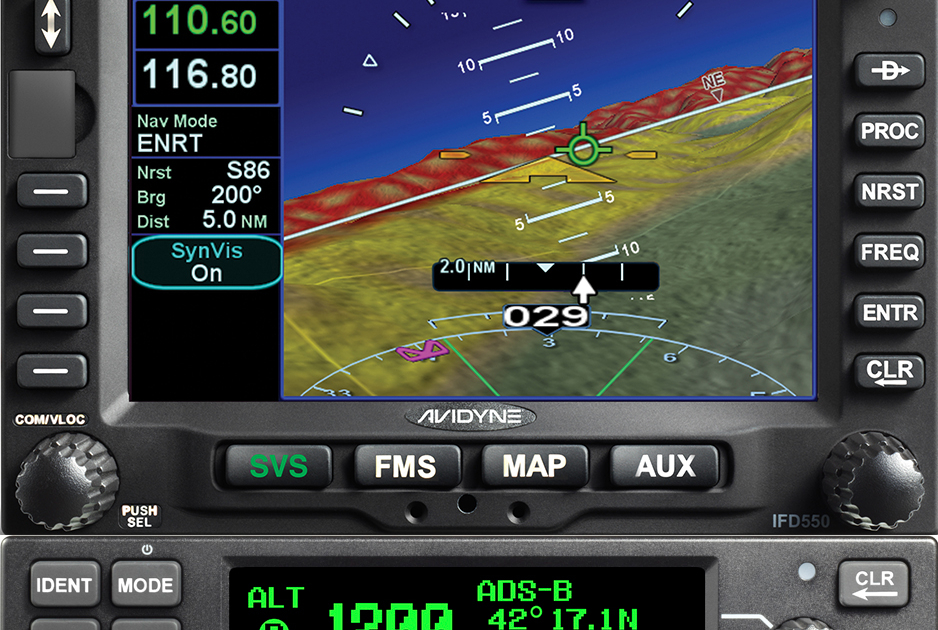 110.60
116.80
Nav Mode
ENRT
Nrst S86
Brg 200°
Dist 5.0 NM
SynVis
On
10 10
5 5
NE
5 5
10
2.0 NM
029
33 3 6
AVIDYNE
COM/VLOC
PUSH
SEL
SVS
FMS
MAP
AUX
D
PROC
NRST
FREQ
ENTR
CLR
IFD550
IDENT
MODE
ALT
R
1200
ADS-B
42° 17.1N
CLR